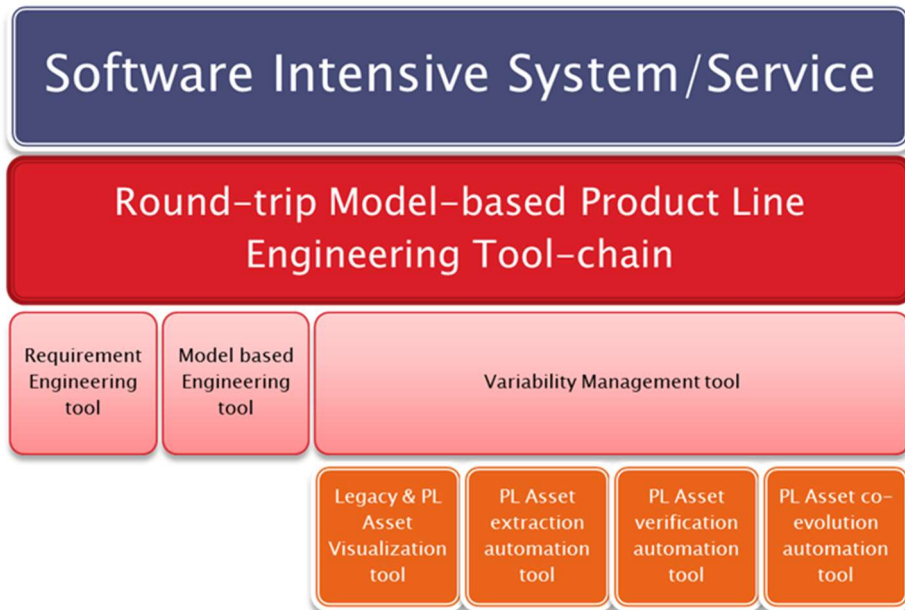 Software Intensive System/Service
Round-trip Model-based Product Line
Engineering Tool-chain
Requirement
Engineering
tool
Model based
Engineering
tool
Variability Management tool
Legacy & PL
Asset
Visualization
tool
PL Asset
extraction
automation
tool
PL Asset
verification
automation
tool
PL Asset co-
evolution
automation
tool